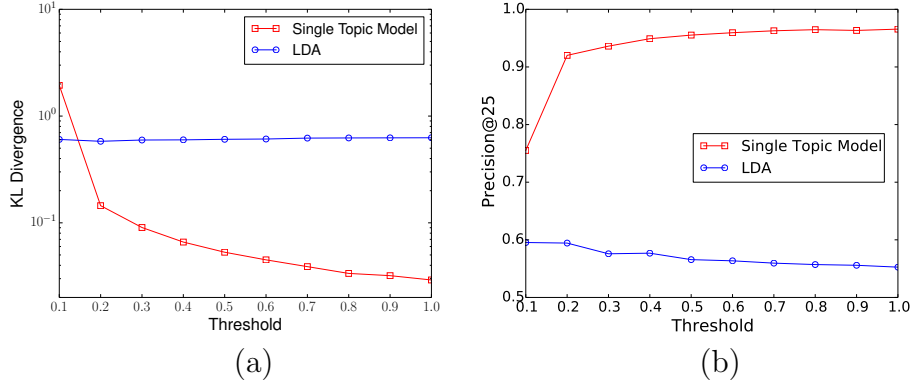 10^1
10^0
10^{-1}
KL Divergence
Single Topic Model
LDA
0.1 0.2 0.3 0.4 0.5 0.6 0.7 0.8 0.9 1.0
Threshold
(a)
1.0
0.9
0.8
0.7
0.6
0.5
Precision@25
Single Topic Model
LDA
0.1 0.2 0.3 0.4 0.5 0.6 0.7 0.8 0.9 1.0
Threshold
(b)